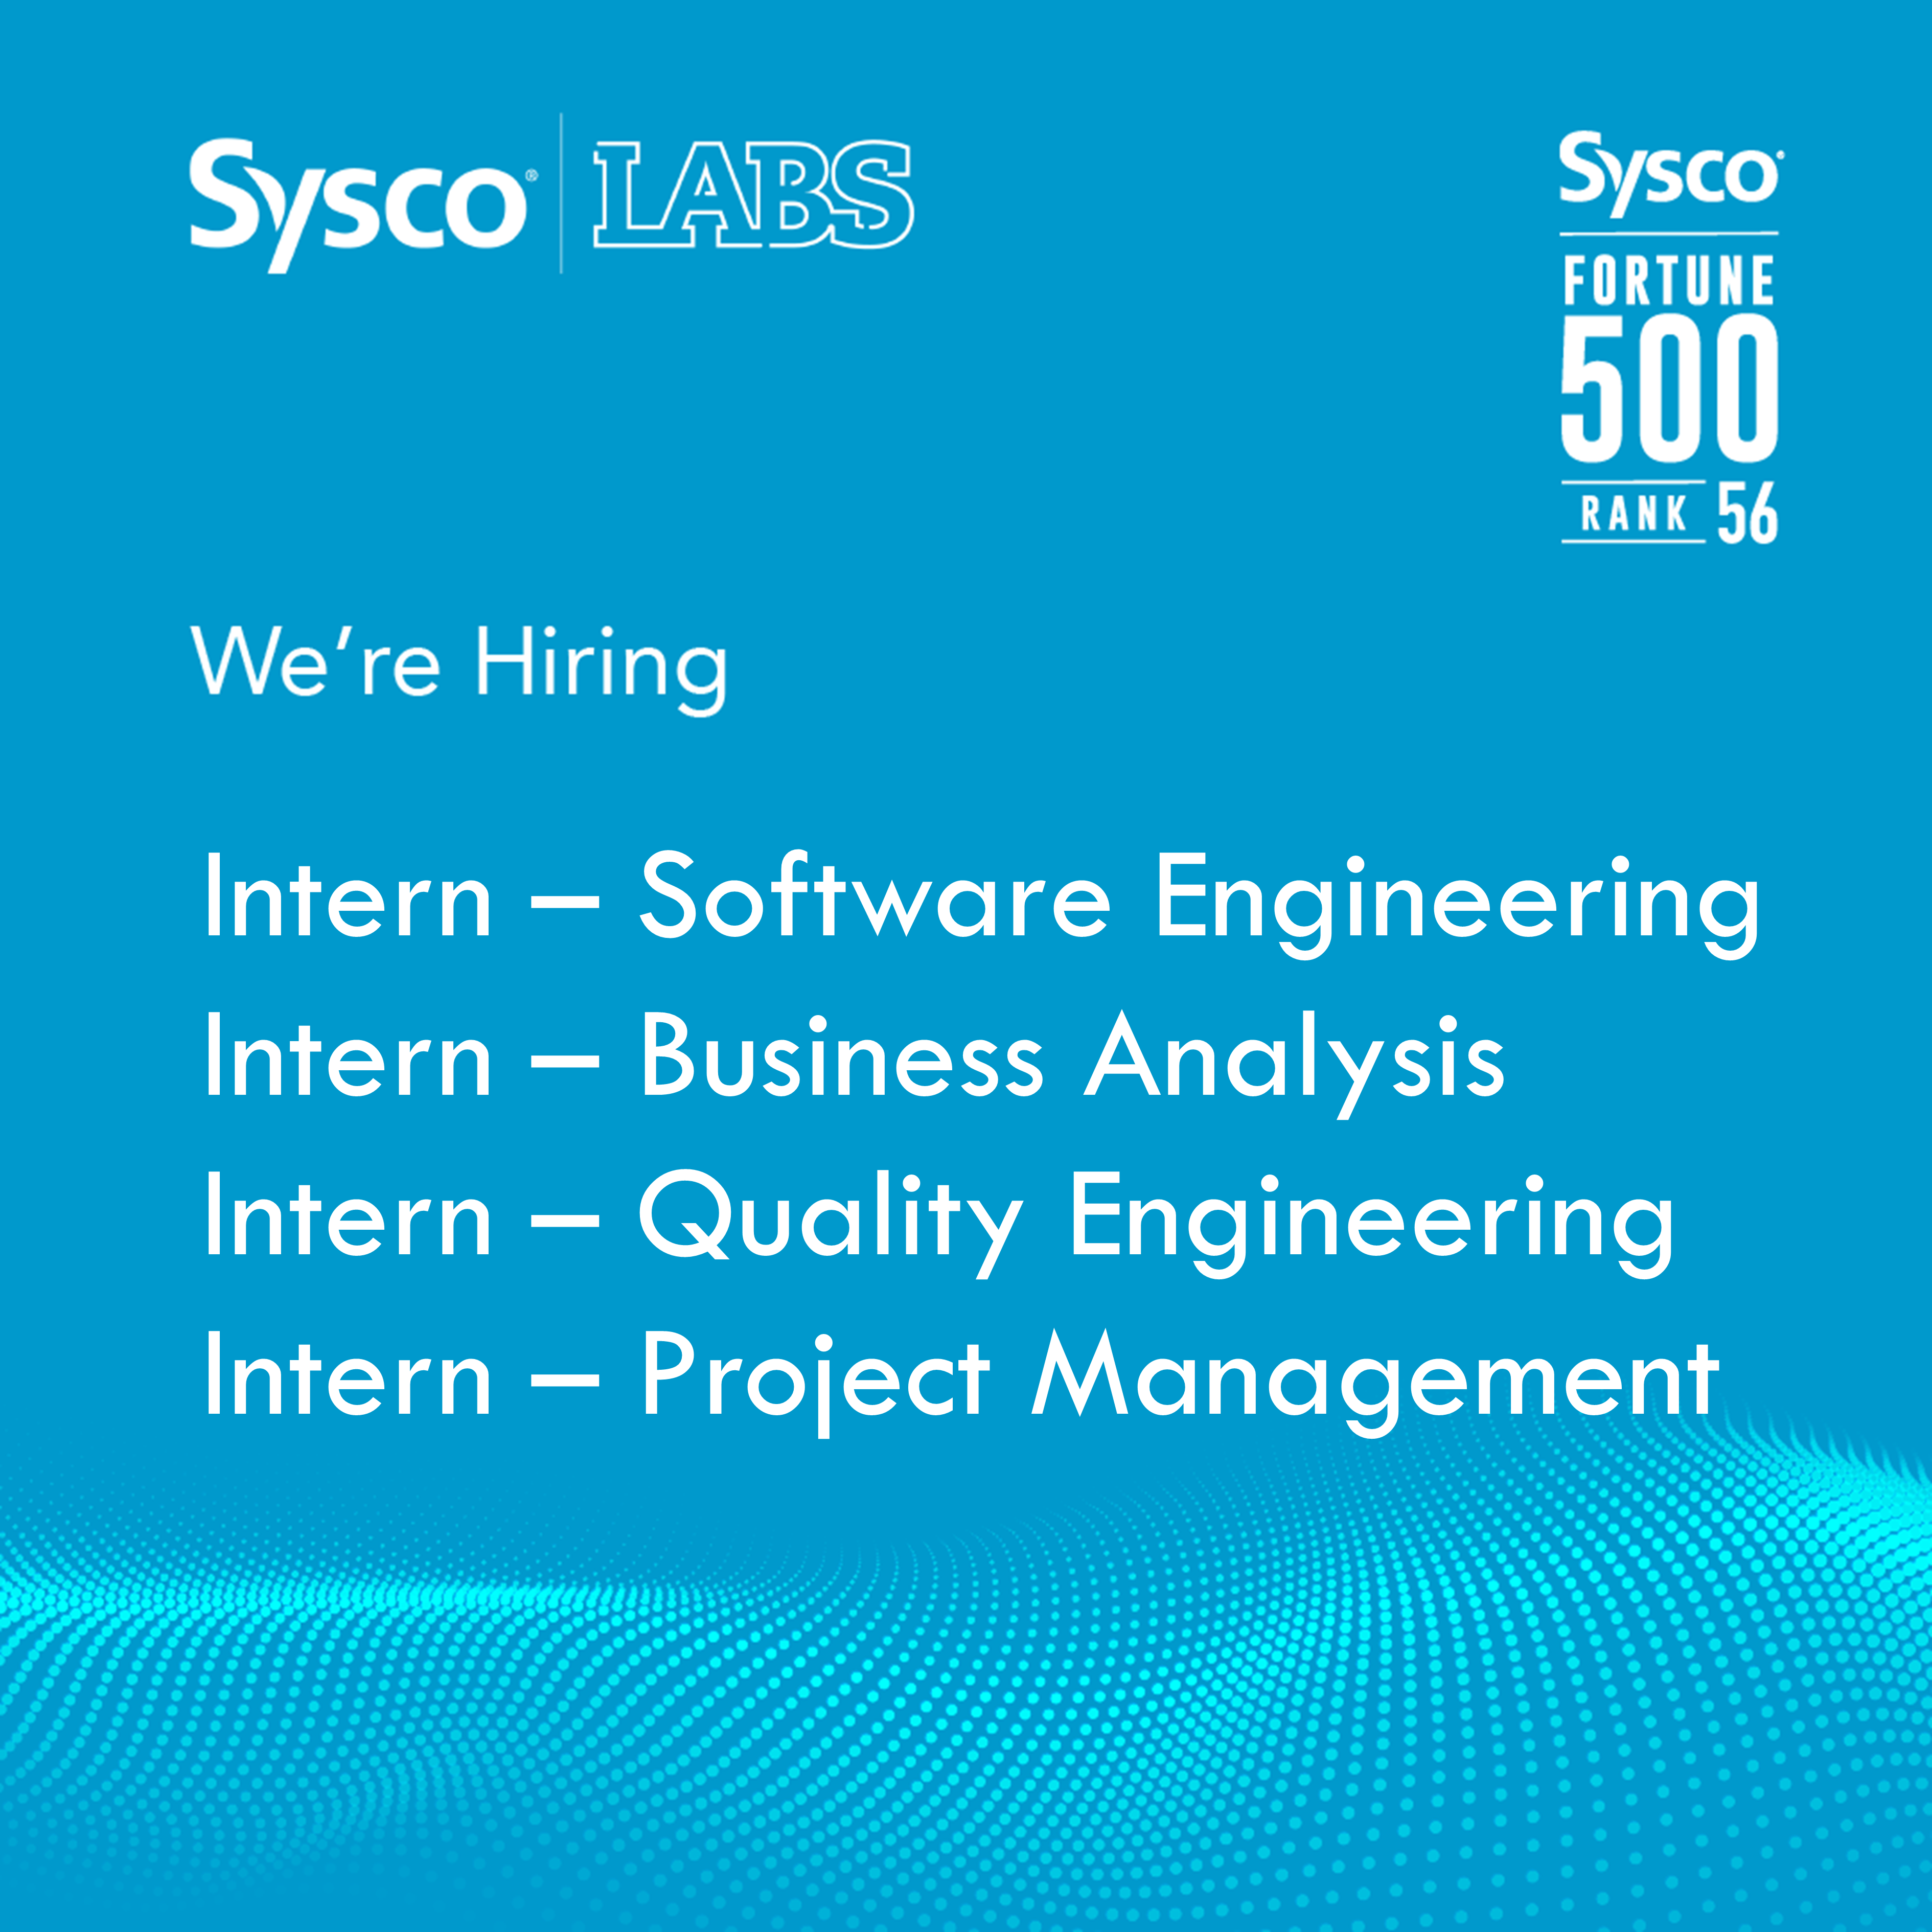 Sysco® | LABS
Sysco
FORTUNE
500
RANK 56
We’re Hiring
Intern – Software Engineering
Intern – Business Analysis
Intern – Quality Engineering
Intern – Project Management